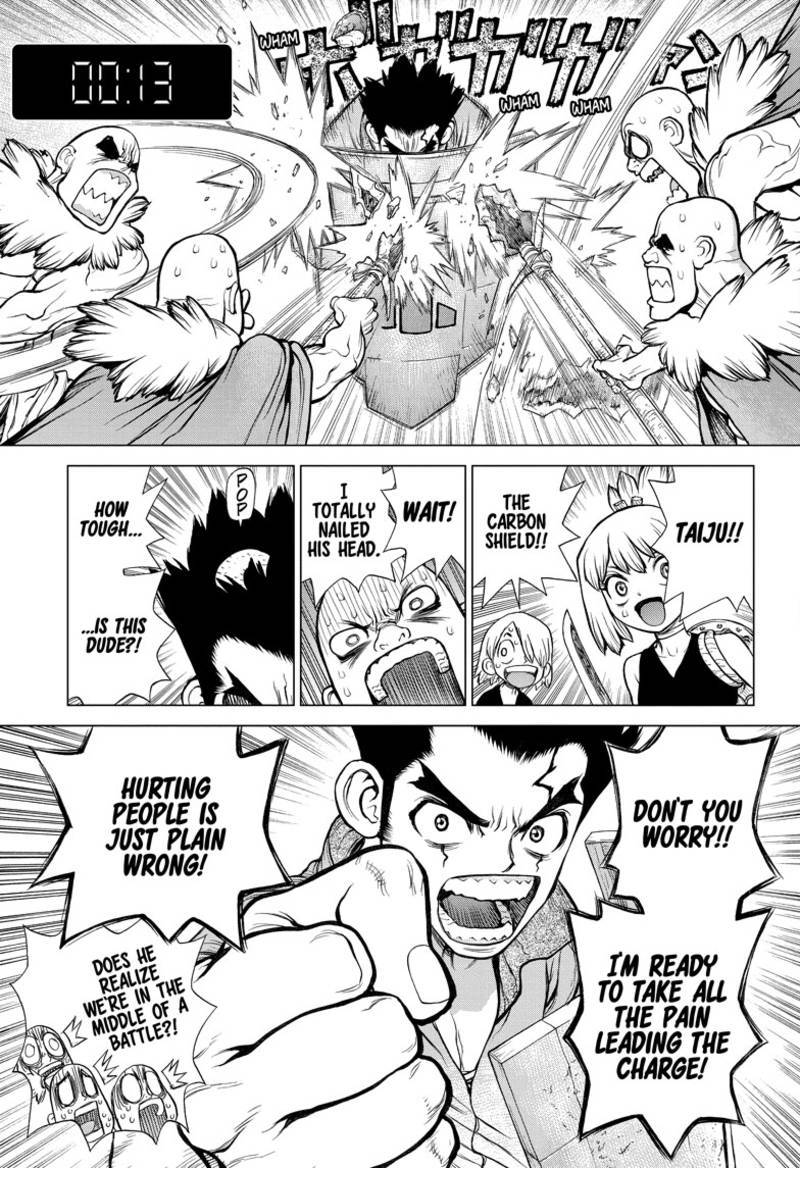 00:13
WHAM
ガガガガァン
WHAM
WHAM
TAIJU!!
THE
CARBON
SHIELD!!
WAIT!
I
TOTALLY
NAILED
HIS HEAD.
POP
HOW
TOUGH...
...IS THIS
DUDE?!
DON'T YOU
WORRY!!
I'M READY
TO TAKE ALL
THE PAIN
LEADING THE
CHARGE!
HURTING
PEOPLE IS
JUST PLAIN
WRONG!
DOES HE
REALIZE
WE'RE IN THE
MIDDLE OF A
BATTLE?!